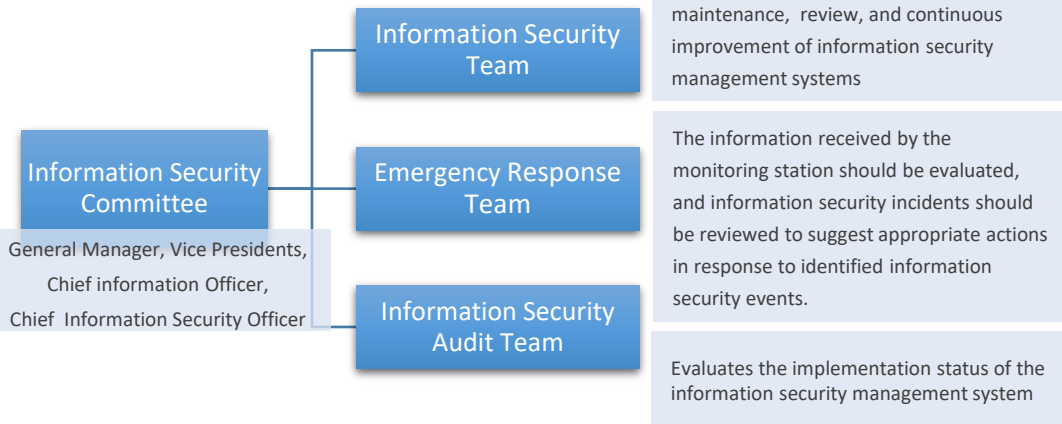 Information Security
Team
maintenance, review, and continuous
improvement of information security
management systems
Information Security
Committee
General Manager, Vice Presidents,
Chief information Officer,
Chief Information Security Officer
Emergency Response
Team
The information received by the
monitoring station should be evaluated,
and information security incidents should
be reviewed to suggest appropriate actions
in response to identified information
security events.
Information Security
Audit Team
Evaluates the implementation status of the
information security management system